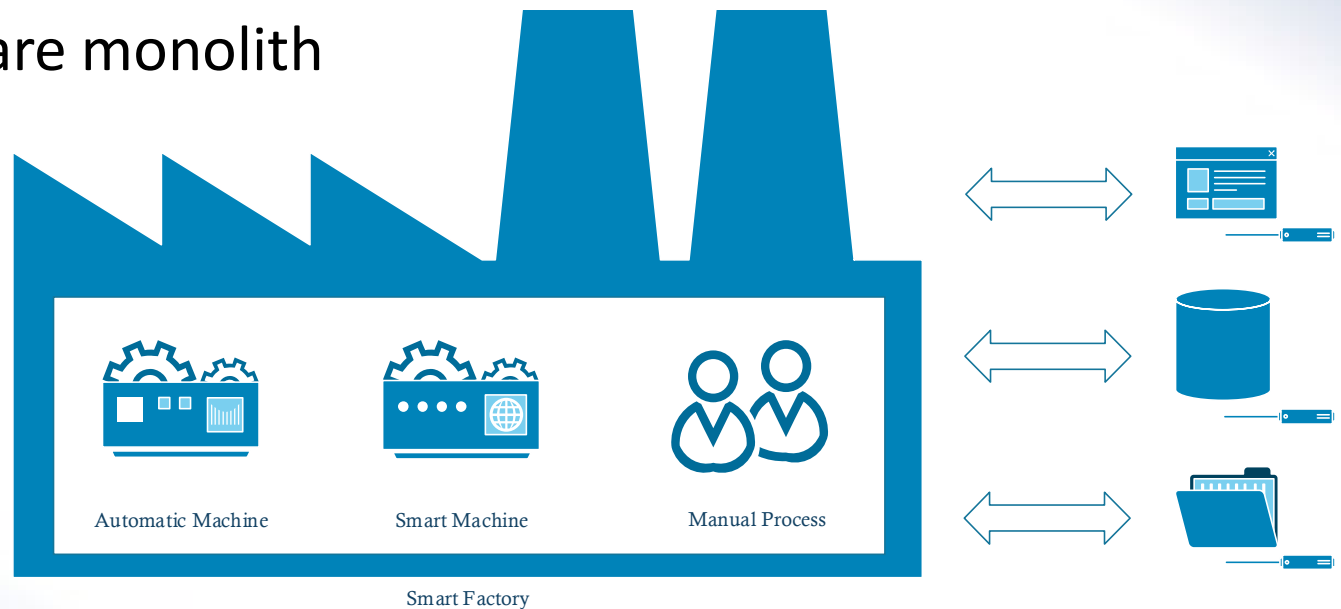 are monolith
Automatic Machine
Smart Machine
Manual Process
Smart Factory